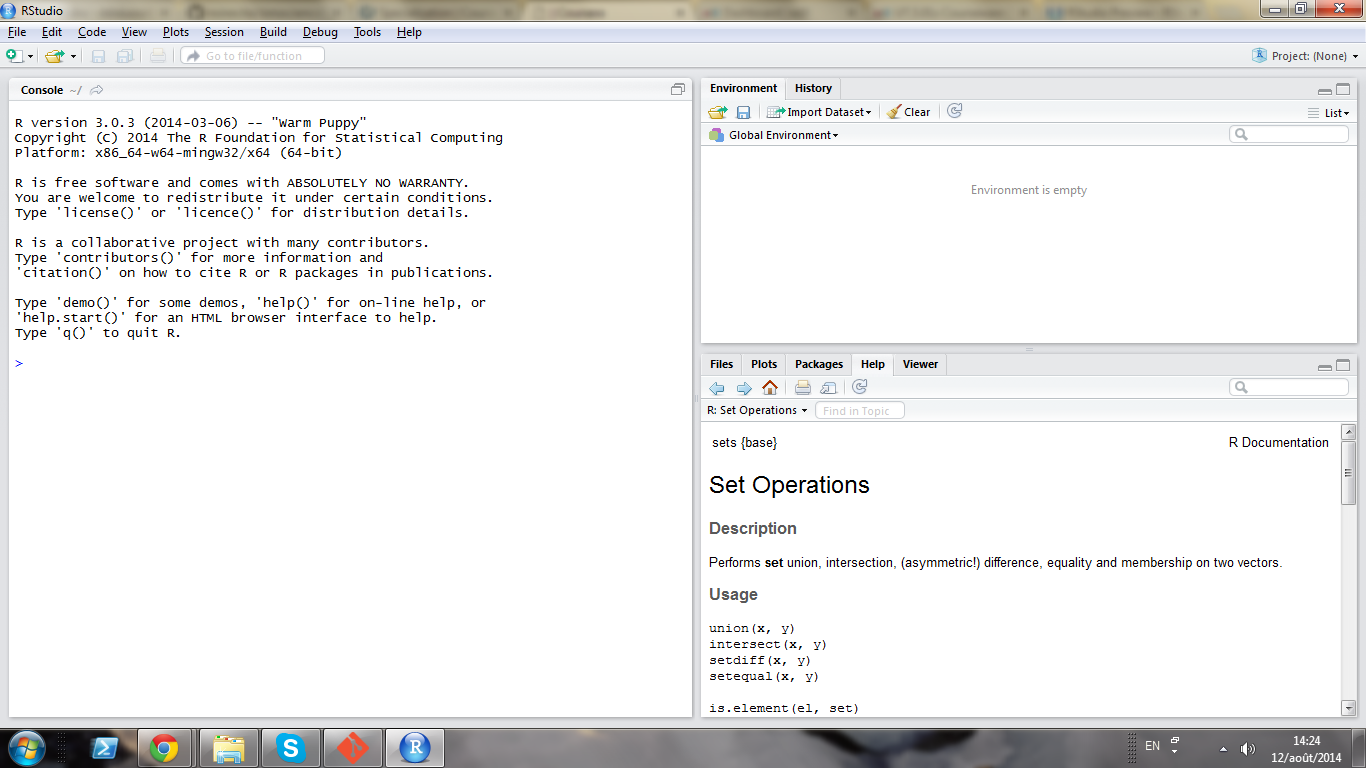 RStudio
File Edit Code View Plots Session Build Debug Tools Help
Go to file/function
Project: (None)
Console ~/
R version 3.0.3 (2014-03-06) -- "Warm Puppy"
Copyright (C) 2014 The R Foundation for Statistical Computing
Platform: x86_64-w64-mingw32/x64 (64-bit)
R is free software and comes with ABSOLUTELY NO WARRANTY.
You are welcome to redistribute it under certain conditions.
Type 'license()' or 'licence()' for distribution details.
R is a collaborative project with many contributors.
Type 'contributors()' for more information and
'citation()' on how to cite R or R packages in publications.
Type 'demo()' for some demos, 'help()' for on-line help, or
'help.start()' for an HTML browser interface to help.
Type 'q()' to quit R.
>
Environment History
Import Dataset Clear List
Global Environment
Environment is empty
Files Plots Packages Help Viewer
R: Set Operations Find in Topic
sets {base} R Documentation
Set Operations
Description
Performs set union, intersection, (asymmetric!) difference, equality and membership on two vectors.
Usage
union(x, y)
intersect(x, y)
setdiff(x, y)
setequal(x, y)
is.element(el, set)
EN
14:24
12/août/2014